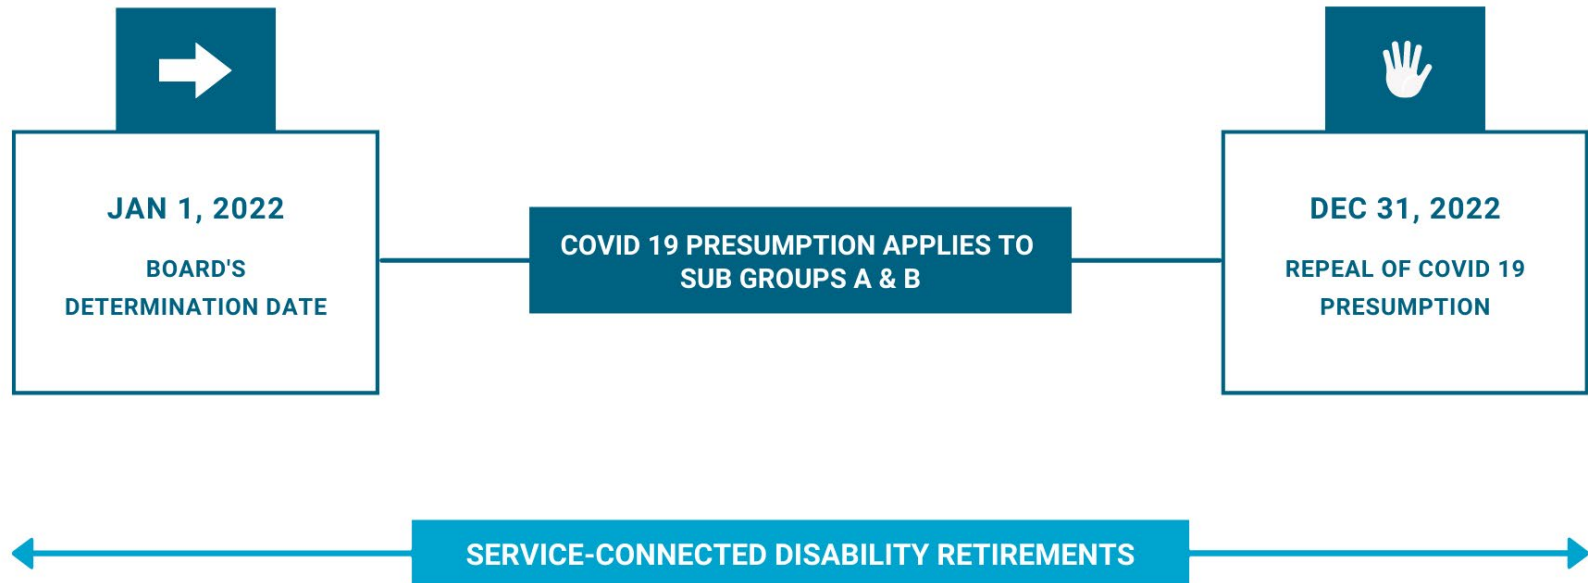 JAN 1, 2022
BOARD'S
DETERMINATION DATE
COVID 19 PRESUMPTION APPLIES TO
SUB GROUPS A & B
DEC 31, 2022
REPEAL OF COVID 19
PRESUMPTION
SERVICE-CONNECTED DISABILITY RETIREMENTS